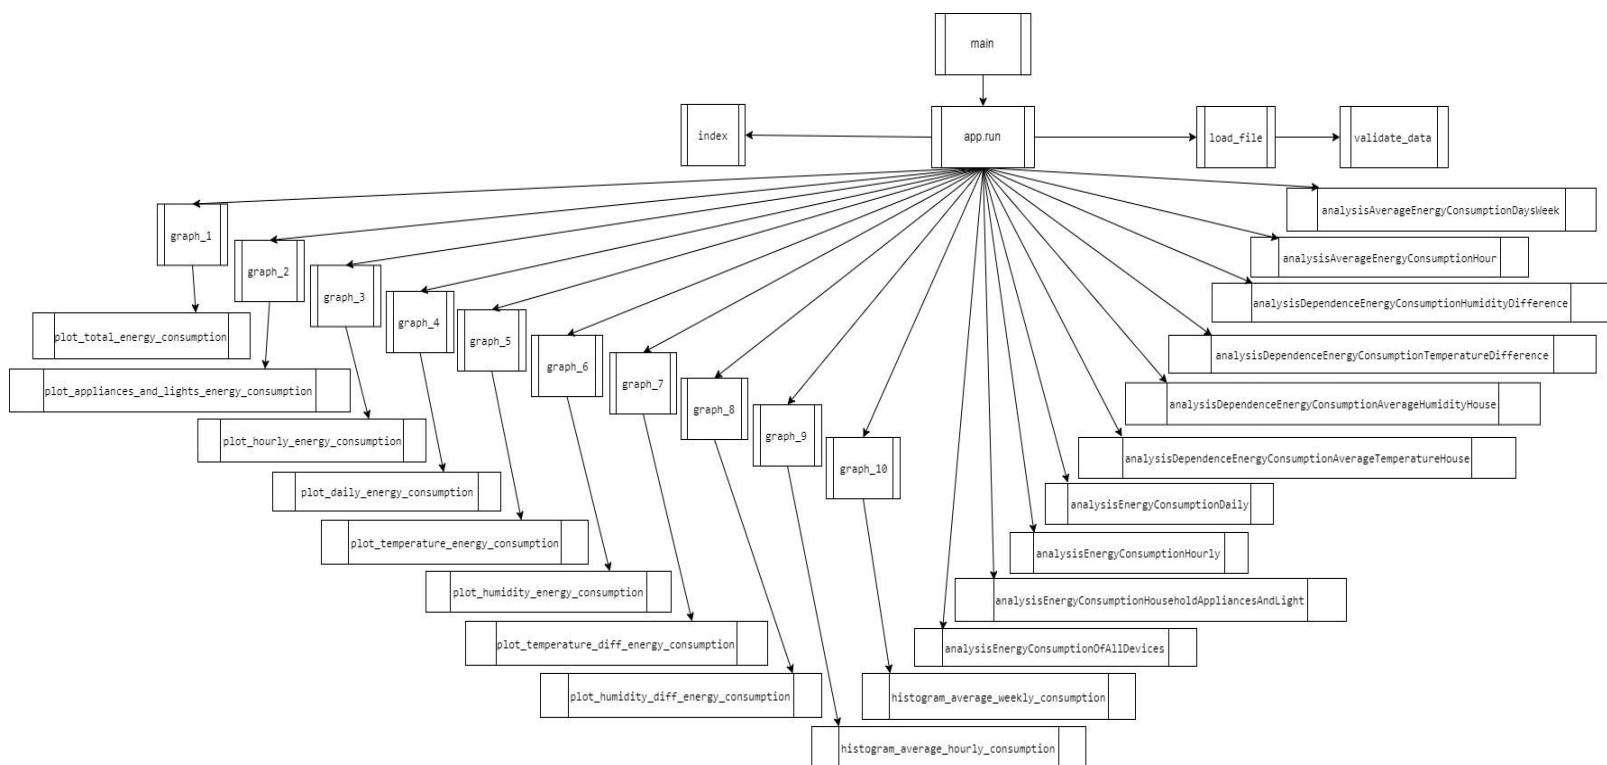 main
index
app.run
load_file
validate_data
analysisAverageEnergyConsumptionDaysWeek
graph_1
graph_2
analysisAverageEnergyConsumptionHour
graph_3
analysisDependenceEnergyConsumptionHumidityDifference
graph_4
plot_total_energy_consumption
graph_5
analysisDependenceEnergyConsumptionTemperatureDifference
graph_6
graph_7
plot_appliances_and_lights_energy_consumption
analysisDependenceEnergyConsumptionAverageHumidityHouse
graph_8
graph_9
plot_hourly_energy_consumption
analysisDependenceEnergyConsumptionAverageTemperatureHouse
graph_10
plot_daily_energy_consumption
analysisEnergyConsumptionDaily
plot_temperature_energy_consumption
analysisEnergyConsumptionHourly
plot_humidity_energy_consumption
analysisEnergyConsumptionHouseholdAppliancesAndLight
plot_temperature_diff_energy_consumption
analysisEnergyConsumptionOfAllDevices
plot_humidity_diff_energy_consumption
histogram_average_weekly_consumption
histogram_average_hourly_consumption